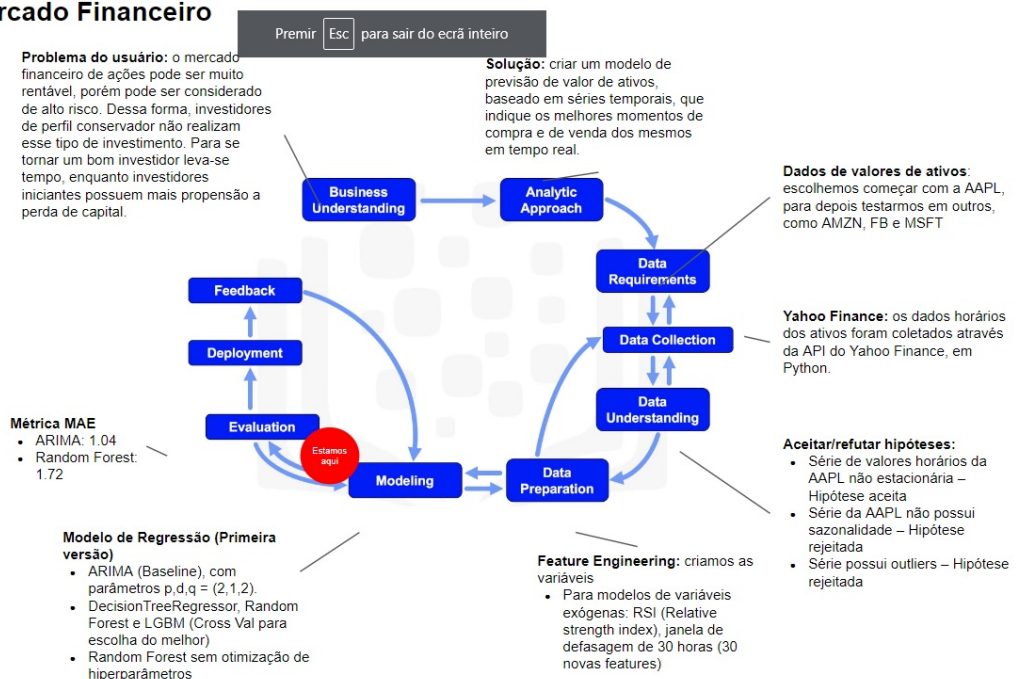 rcado Financeiro
Premir Esc para sair do ecrã inteiro
Problema do usuário: o mercado
financeiro de ações pode ser muito
rentável, porém pode ser considerado
de alto risco. Dessa forma, investidores
de perfil conservador não realizam
esse tipo de investimento. Para se
tornar um bom investidor leva-se
tempo, enquanto investidores
iniciantes possuem mais propensão a
perda de capital.
Solução: criar um modelo de
previsão de valor de ativos,
baseado em séries temporais, que
indique os melhores momentos de
compra e de venda dos mesmos
em tempo real.
Business
Understanding
Analytic
Approach
Dados de valores de ativos:
escolhemos começar com a AAPL,
para depois testarmos em outros,
como AMZN, FB e MSFT
Data
Requirements
Feedback
Data Collection
Yahoo Finance: os dados horários
dos ativos foram coletados através
da API do Yahoo Finance, em
Python.
Deployment
Data
Understanding
Métrica MAE
• ARIMA: 1.04
• Random Forest:
1.72
Evaluation
Estamos
aqui
Modeling
Data
Preparation
Aceitar/refutar hipóteses:
• Série de valores horários da
AAPL não estacionária –
Hipótese aceita
• Série da AAPL não possui
sazonalidade – Hipótese
rejeitada
• Série possui outliers – Hipótese
rejeitada
Modelo de Regressão (Primeira
versão)
• ARIMA (Baseline), com
parâmetros p,d,q = (2,1,2).
• DecisionTreeRegressor, Random
Forest e LGBM (Cross Val para
escolha do melhor)
• Random Forest sem otimização de
hiperparâmetros
Feature Engineering: criamos as
variáveis
• Para modelos de variáveis
exógenas: RSI (Relative
strength index), janela de
defasagem de 30 horas (30
novas features)